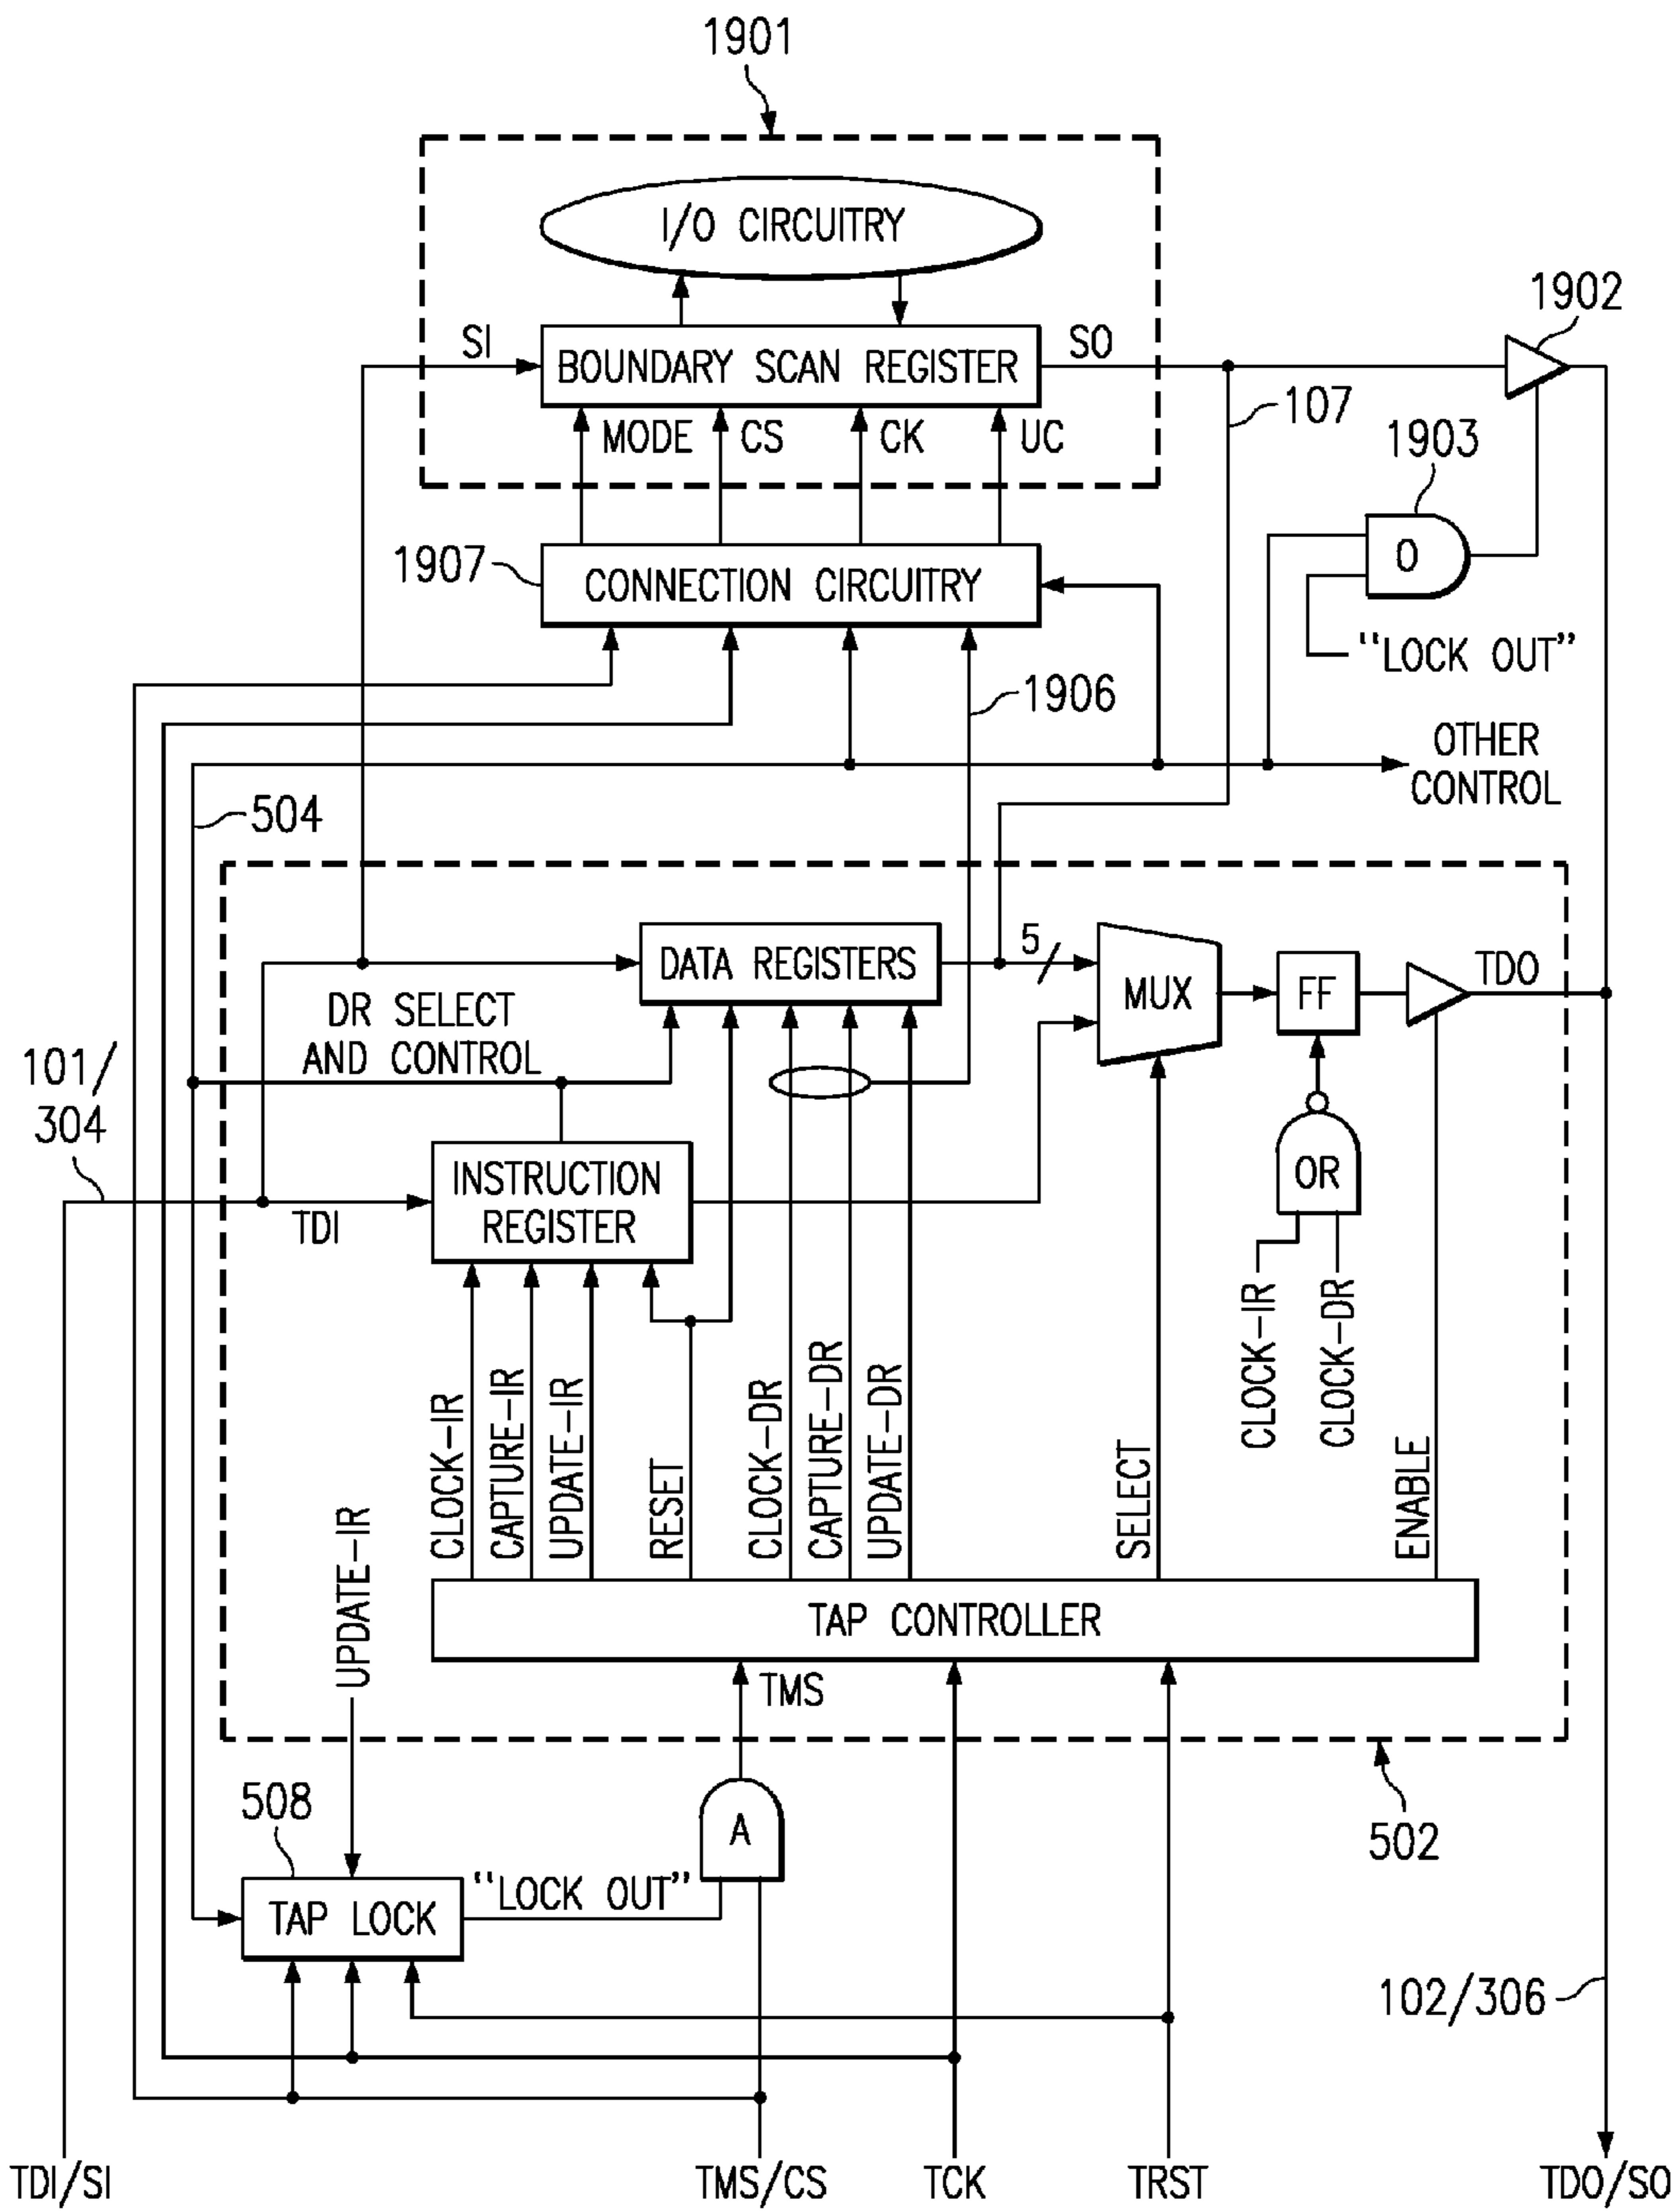 1901
I/O CIRCUITRY
1902
SI
BOUNDARY SCAN REGISTER
SO
107
MODE
CS
CK
UC
1903
O
1907
CONNECTION CIRCUITRY
"LOCK OUT"
1906
OTHER
CONTROL
504
DATA REGISTERS
5
MUX
FF
TDO
DR SELECT
AND CONTROL
101/
304
INSTRUCTION
REGISTER
TDI
OR
CLOCK-IR
CLOCK-DR
CLOCK-IR
CAPTURE-IR
UPDATE-IR
RESET
CLOCK-DR
CAPTURE-DR
UPDATE-DR
SELECT
ENABLE
UPDATE-IR
TAP CONTROLLER
TMS
508
A
502
"LOCK OUT"
TAP LOCK
102/306
TDI/SI
TMS/CS
TCK
TRST
TDO/SO